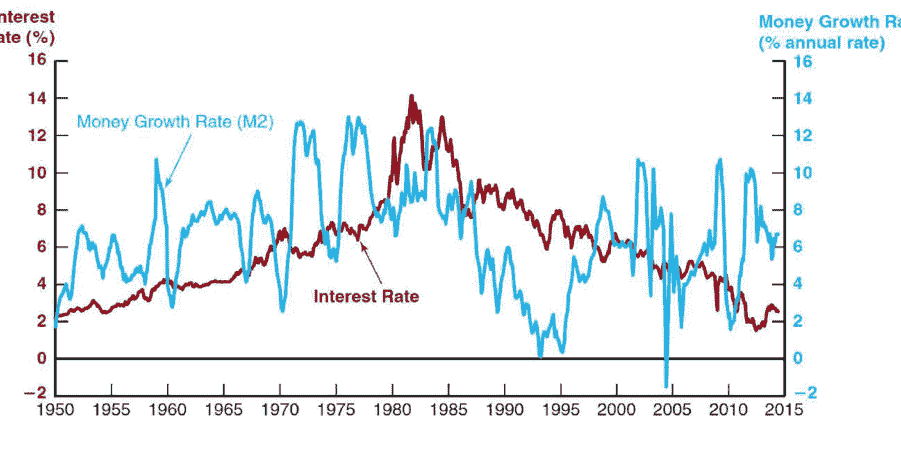 nterest
ate (%)
Money Growth Ra
(% annual rate)
16
14
12
10
8
6
4
2
0
−2
16
14
12
10
8
6
4
2
0
−2
Money Growth Rate (M2)
Interest Rate
1950 1955 1960 1965 1970 1975 1980 1985 1990 1995 2000 2005 2010 2015